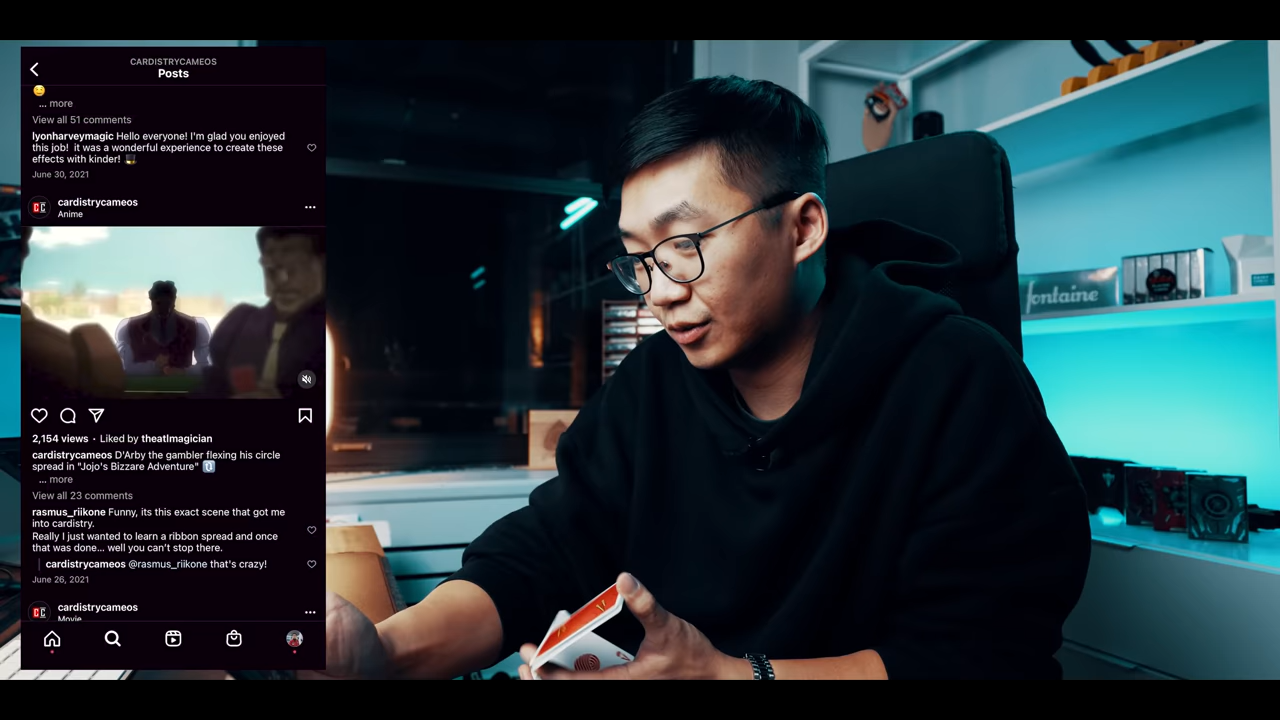 CARDISTRYCAMEOS
Posts
... more
View all 51 comments
lyonharveymagic Hello everyone! I'm glad you enjoyed
this job! it was a wonderful experience to create these
effects with kinder!
June 30, 2021
CC
cardistrycameos
Anime
2,154 views · Liked by theatlmagician
cardistrycameos D'Arby the gambler flexing his circle
spread in "Jojo's Bizzare Adventure"
... more
View all 23 comments
rasmus_riikone Funny, its this exact scene that got me
into cardistry.
Really I just wanted to learn a ribbon spread and once
that was done... well you can't stop there.
cardistrycameos @rasmus_riikone that's crazy!
June 26, 2021
CC
cardistrycameos
Movie
fontaine